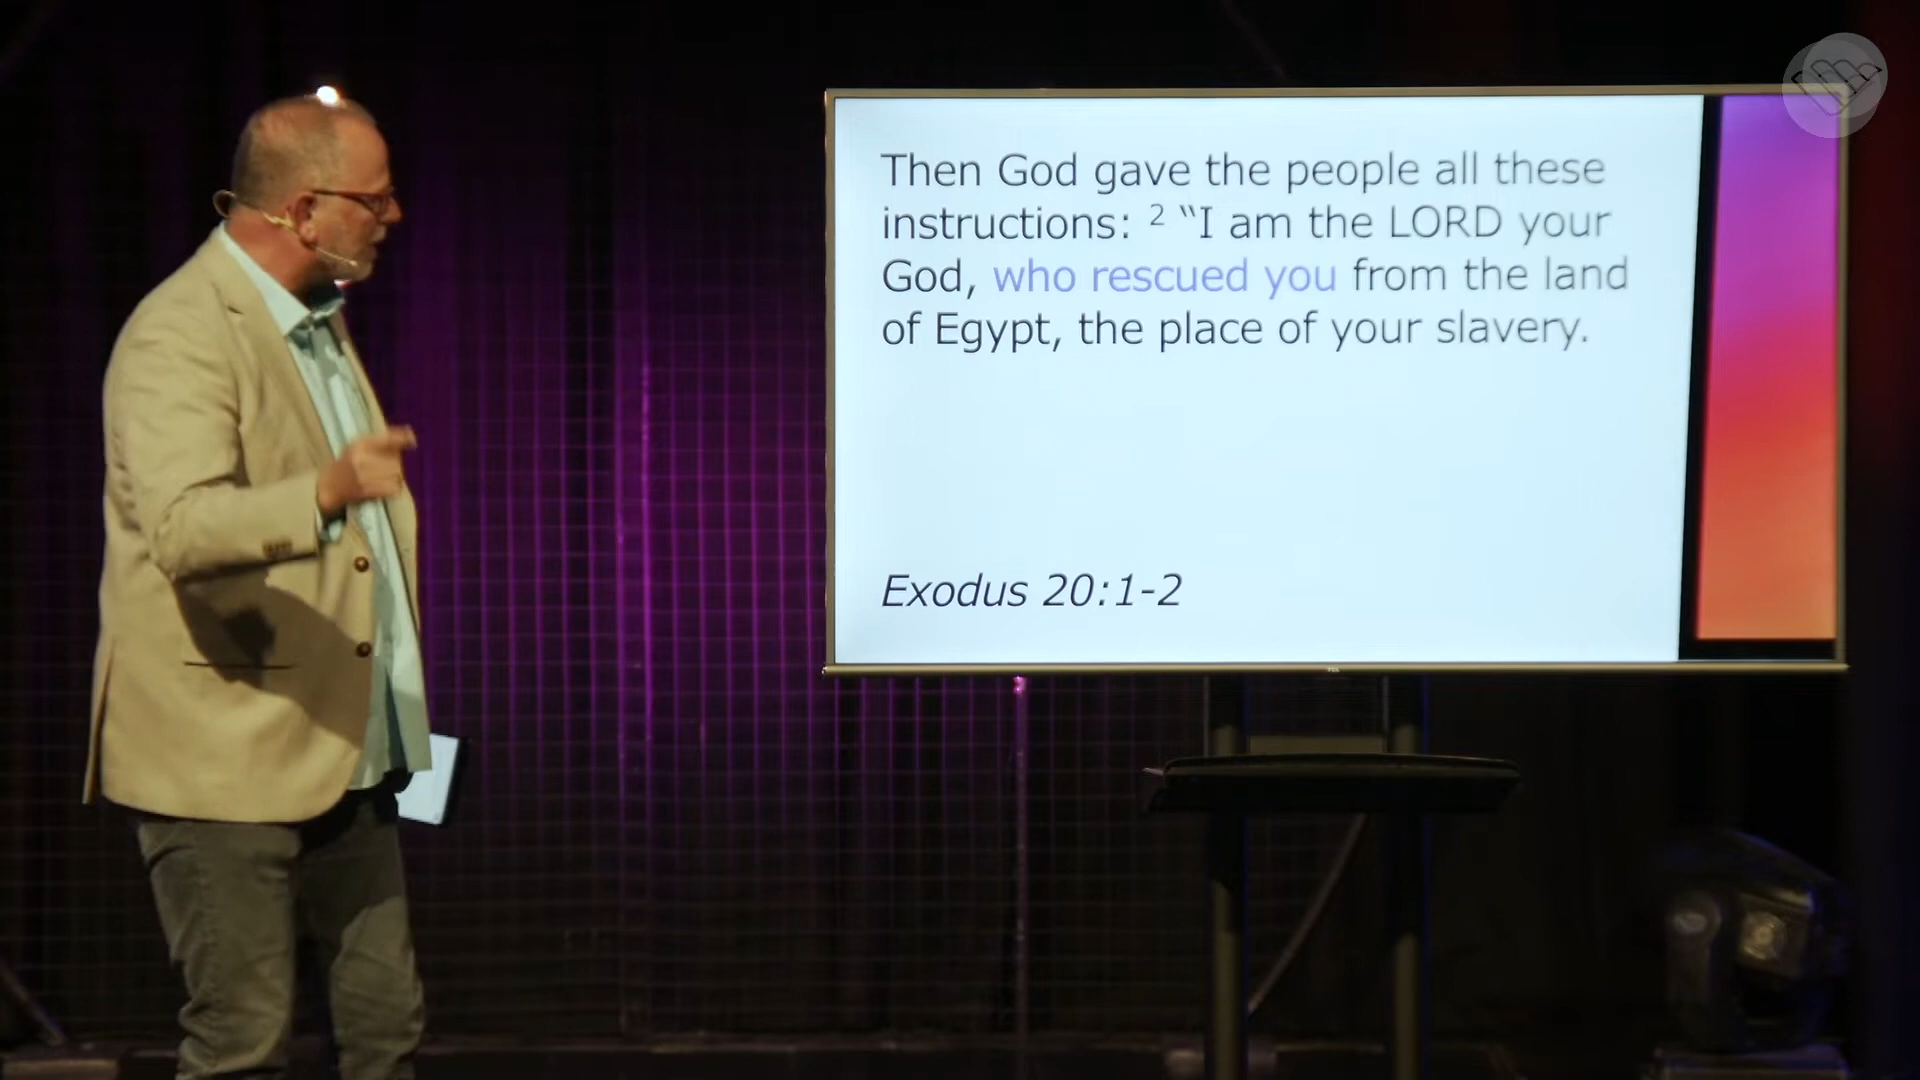 Then God gave the people all these
instructions: ² “I am the LORD your
God, who rescued you from the land
of Egypt, the place of your slavery.
Exodus 20:1-2